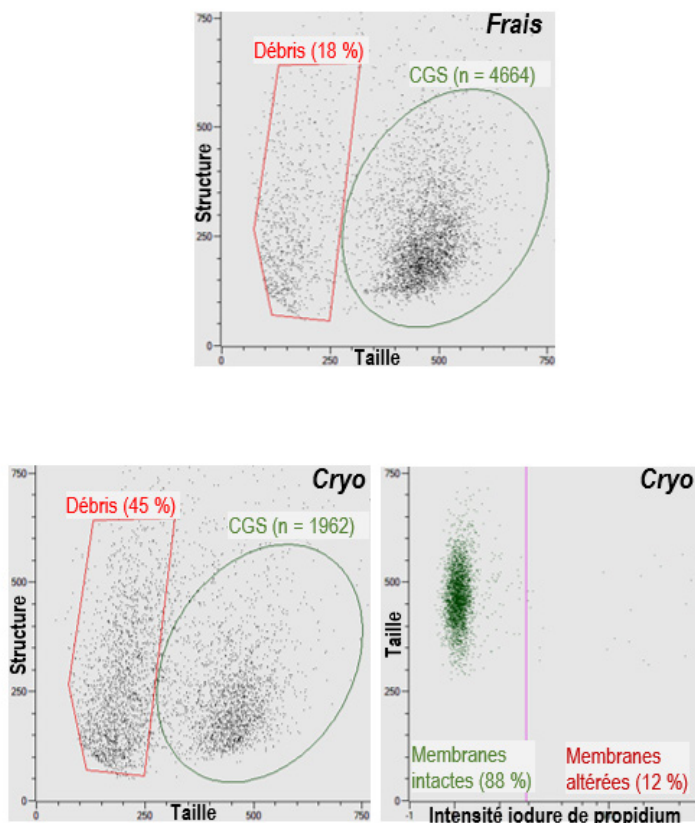 Frais
Débris (18 %)
CGS (n = 4664)
750
500
250
0
Structure
0
250
500
750
Taille
Cryo
Débris (45 %)
CGS (n = 1962)
750
500
250
0
Structure
0
250
500
750
Taille
Cryo
750
500
250
0
Taille
Membranes
intactes (88 %)
Membranes
altérées (12 %)
-1
Intensité iodure de propidium